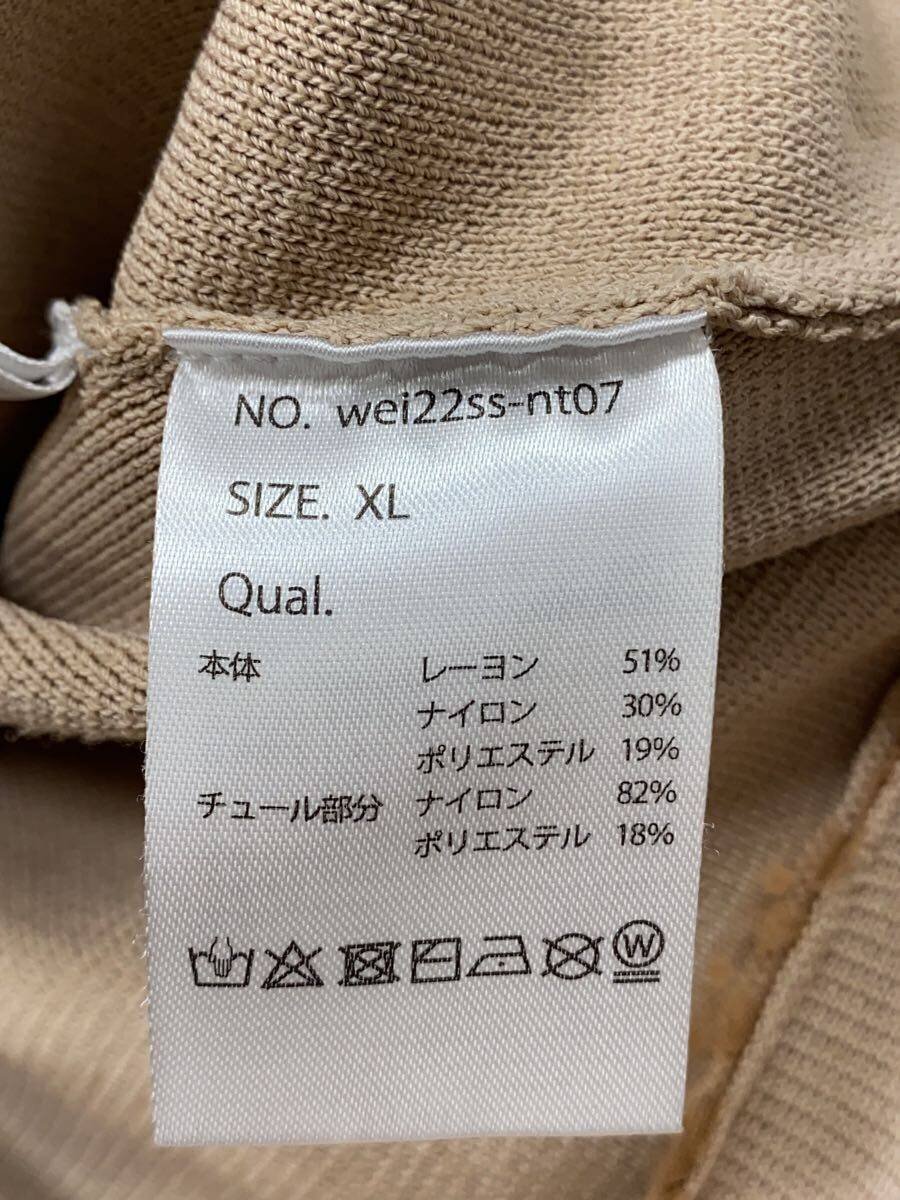 NO. wei22ss-nt07
SIZE. XL
Qual.
本体 レーヨン 51%
ナイロン 30%
ポリエステル 19%
チュール部分 ナイロン 82%
ポリエステル 18%
W